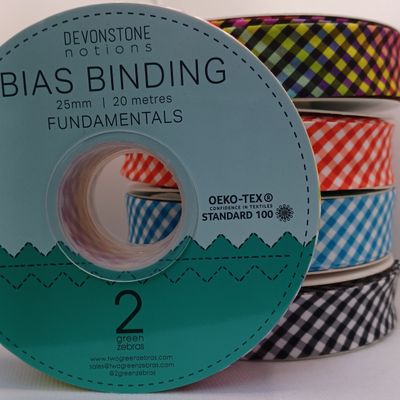 DEVONSTONE
notions
BIAS BINDING
25mm | 20 metres
FUNDAMENTALS
OEKO-TEX®
CONFIDENCE IN TEXTILES
STANDARD 100
2
green
zebras
www.twogreenzebras.com
sales@twogreenzebras.com
@2greenzebras